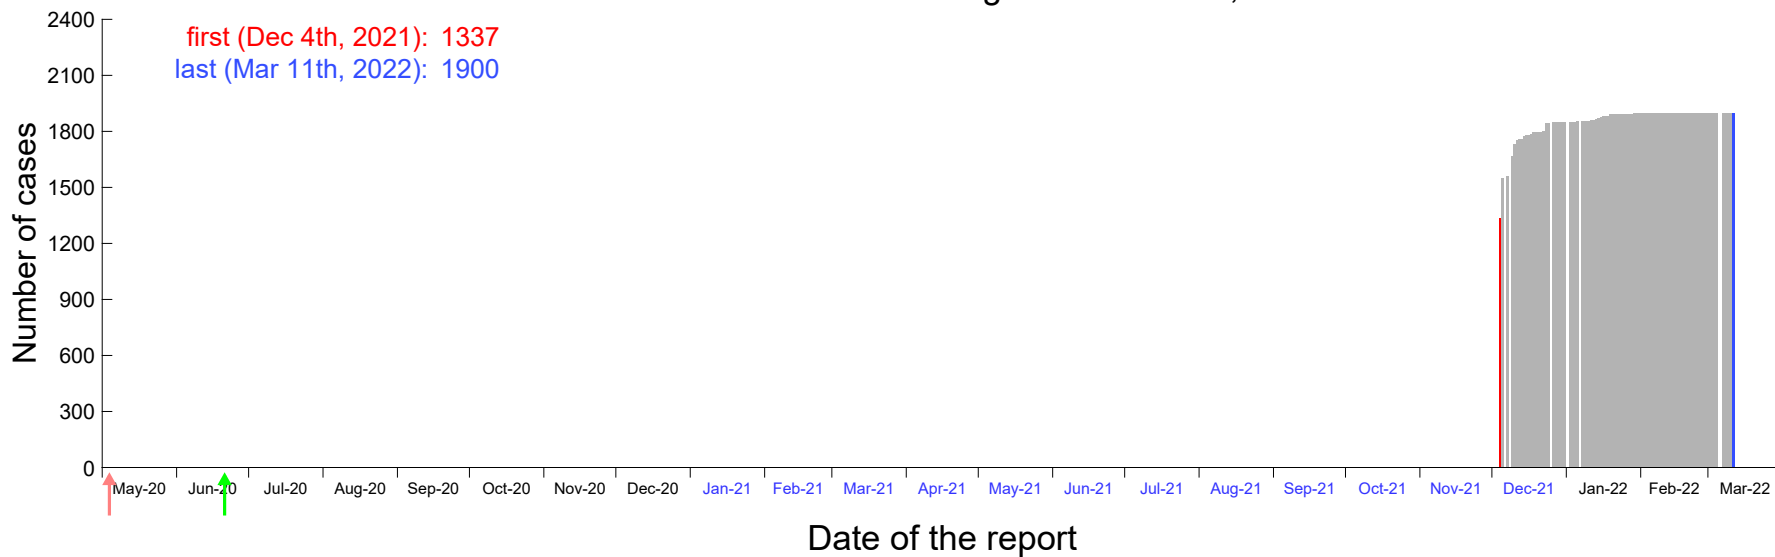 2400
first (Dec 4th, 2021): 1337
last (Mar 11th, 2022): 1900
2100
1800
1500
1200
900
600
300
0
Number of cases
May-20 Jun-20 Jul-20 Aug-20 Sep-20 Oct-20 Nov-20 Dec-20 Jan-21 Feb-21 Mar-21 Apr-21 May-21 Jun-21 Jul-21 Aug-21 Sep-21 Oct-21 Nov-21 Dec-21 Jan-22 Feb-22 Mar-22
Date of the report